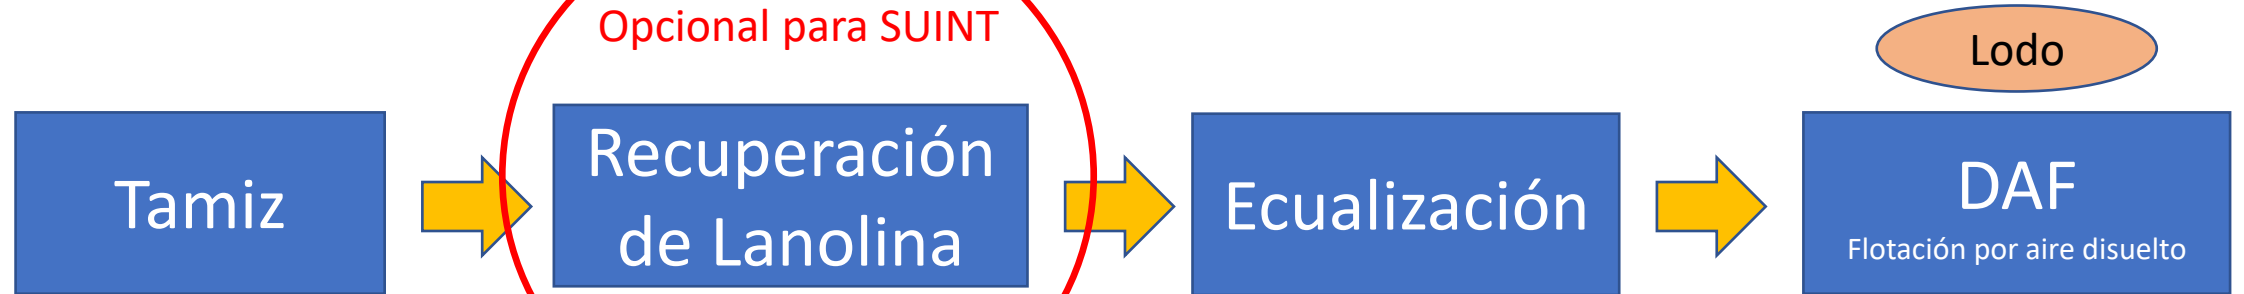 Opcional para SUINT
Lodo
Tamiz
Recuperación
de Lanolina
Ecualización
DAF
Flotación por aire disuelto